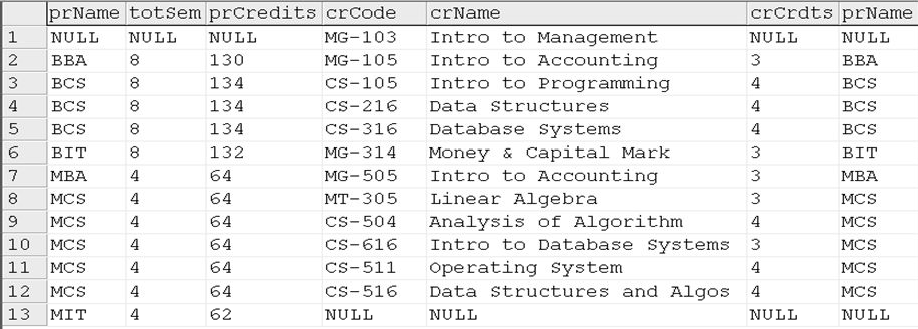 prName totSem prCredits crCode crName crCrdts prName
1 NULL NULL NULL MG-103 Intro to Management NULL NULL
2 BBA 8 130 MG-105 Intro to Accounting 3 BBA
3 BCS 8 134 CS-105 Intro to Programming 4 BCS
4 BCS 8 134 CS-216 Data Structures 4 BCS
5 BCS 8 134 CS-316 Database Systems 4 BCS
6 BIT 8 132 MG-314 Money & Capital Mark 3 BIT
7 MBA 4 64 MG-505 Intro to Accounting 3 MBA
8 MCS 4 64 MT-305 Linear Algebra 3 MCS
9 MCS 4 64 CS-504 Analysis of Algorithm 4 MCS
10 MCS 4 64 CS-616 Intro to Database Systems 3 MCS
11 MCS 4 64 CS-511 Operating System 4 MCS
12 MCS 4 64 CS-516 Data Structures and Algos 4 MCS
13 MIT 4 62 NULL NULL NULL NULL